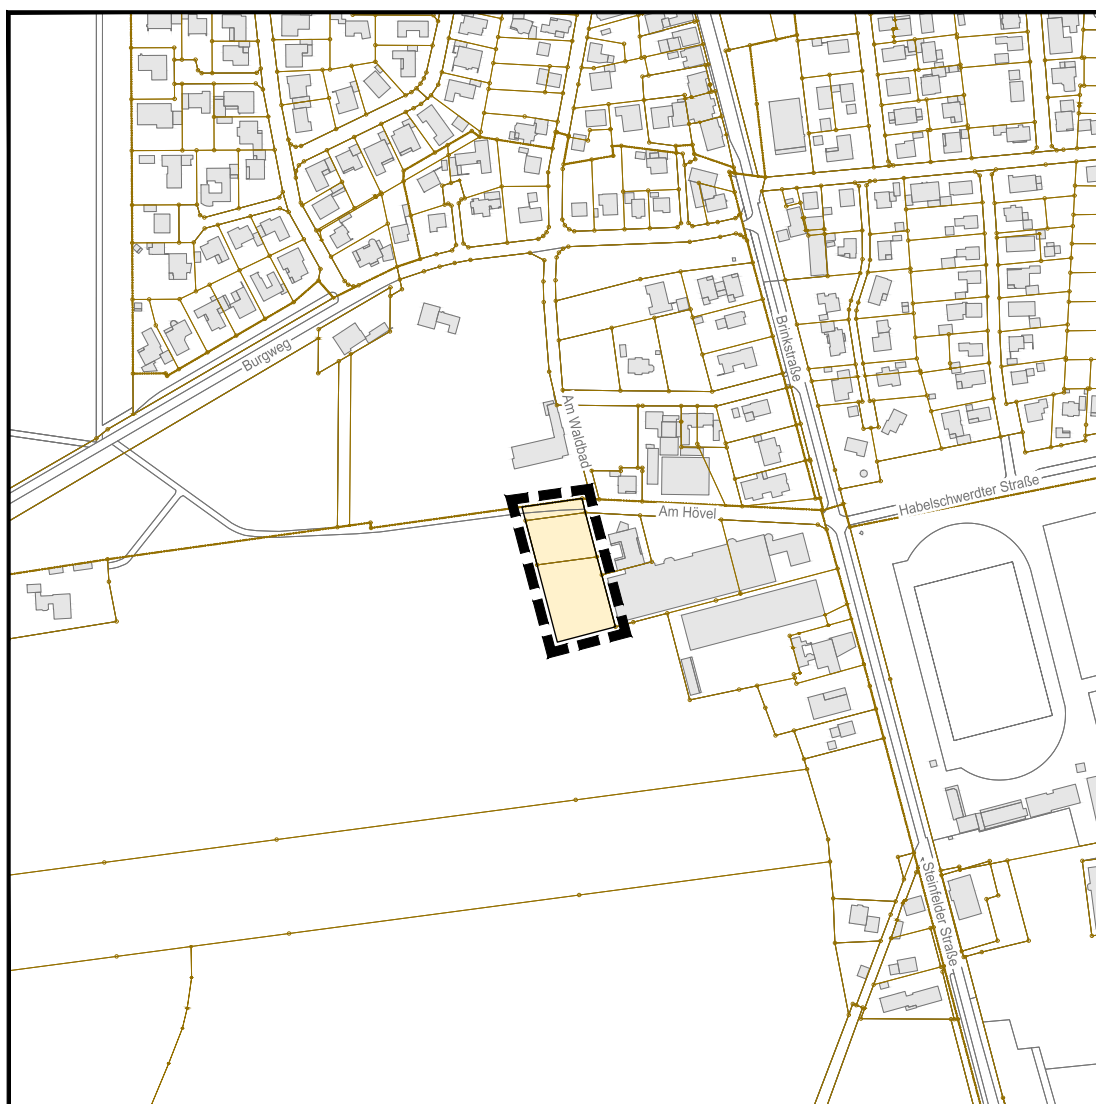 Burgweg
Brinkstraße
Am Waldbad
Am Hövel
Habelschwerdter Straße
Steinfelder Straße